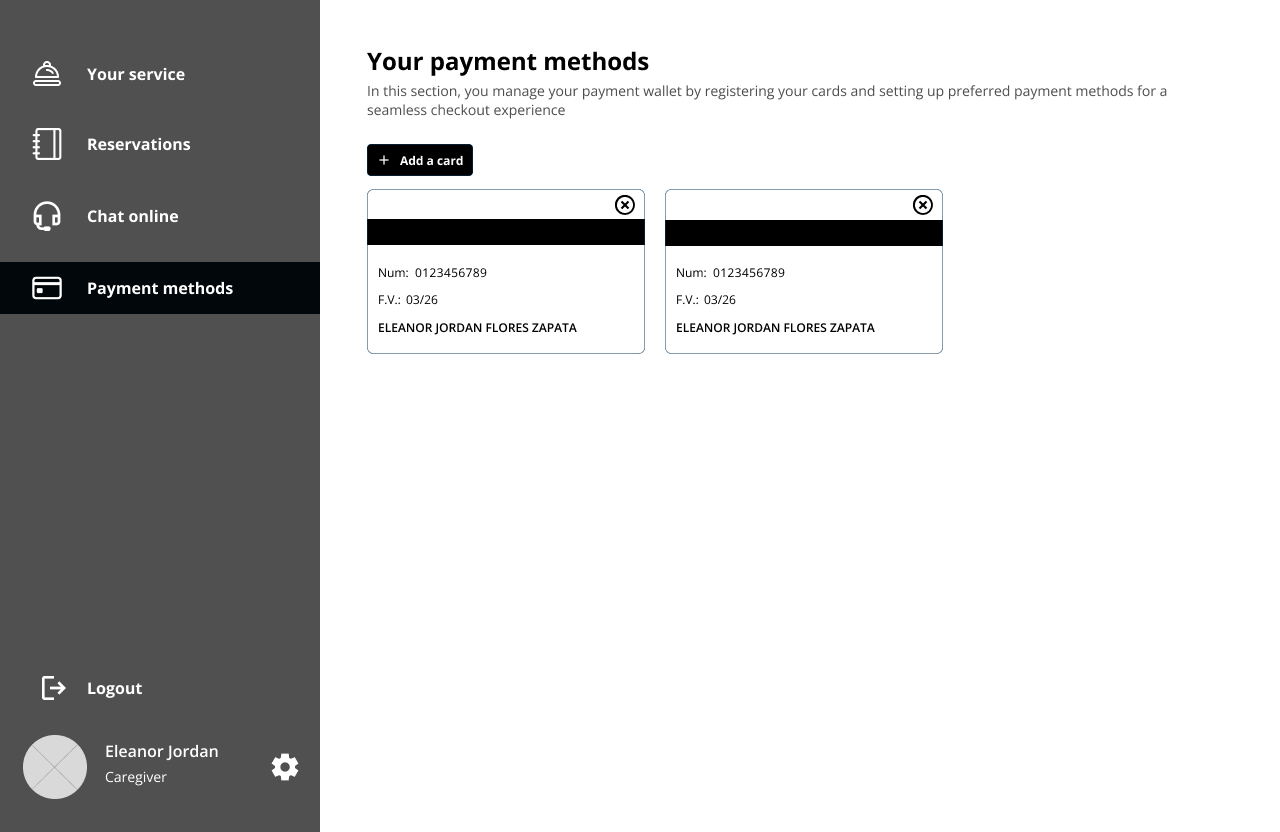 Your service
Reservations
Chat online
Payment methods
Logout
Eleanor Jordan
Caregiver
Your payment methods
In this section, you manage your payment wallet by registering your cards and setting up preferred payment methods for a
seamless checkout experience
+ Add a card
Num: 0123456789
F.V.: 03/26
ELEANOR JORDAN FLORES ZAPATA
Num: 0123456789
F.V.: 03/26
ELEANOR JORDAN FLORES ZAPATA